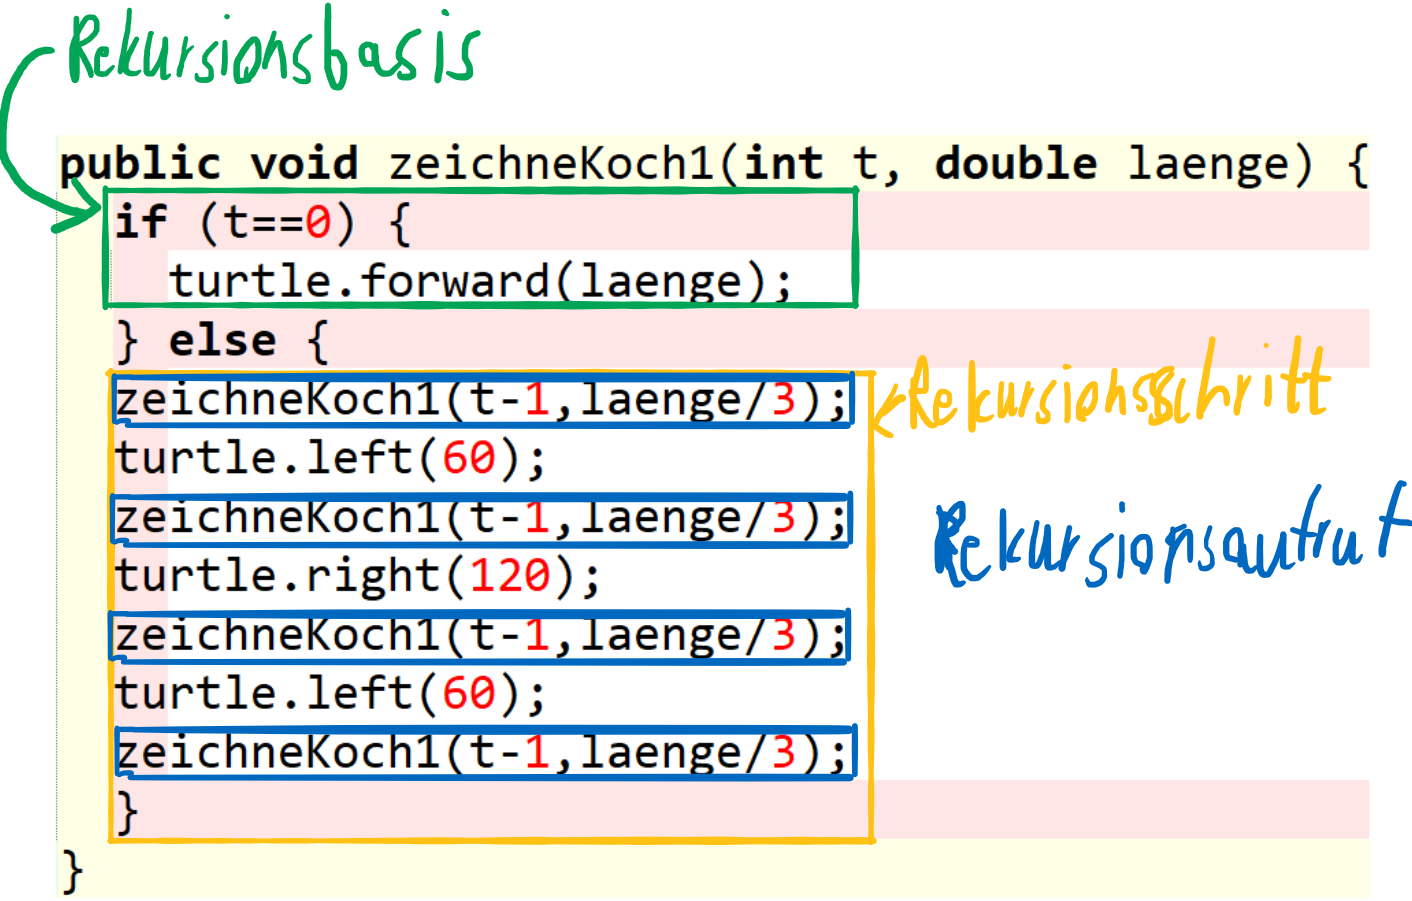 Rekursionsbasis
public void zeichneKoch1(int t, double laenge) {
if (t==0) {
turtle.forward(laenge);
} else {
zeichneKoch1(t-1,laenge/3);
Rekursionsschritt
turtle.left(60);
zeichneKoch1(t-1,laenge/3);
Rekursionsaufruf
turtle.right(120);
zeichneKoch1(t-1,laenge/3);
turtle.left(60);
zeichneKoch1(t-1,laenge/3);
}
}